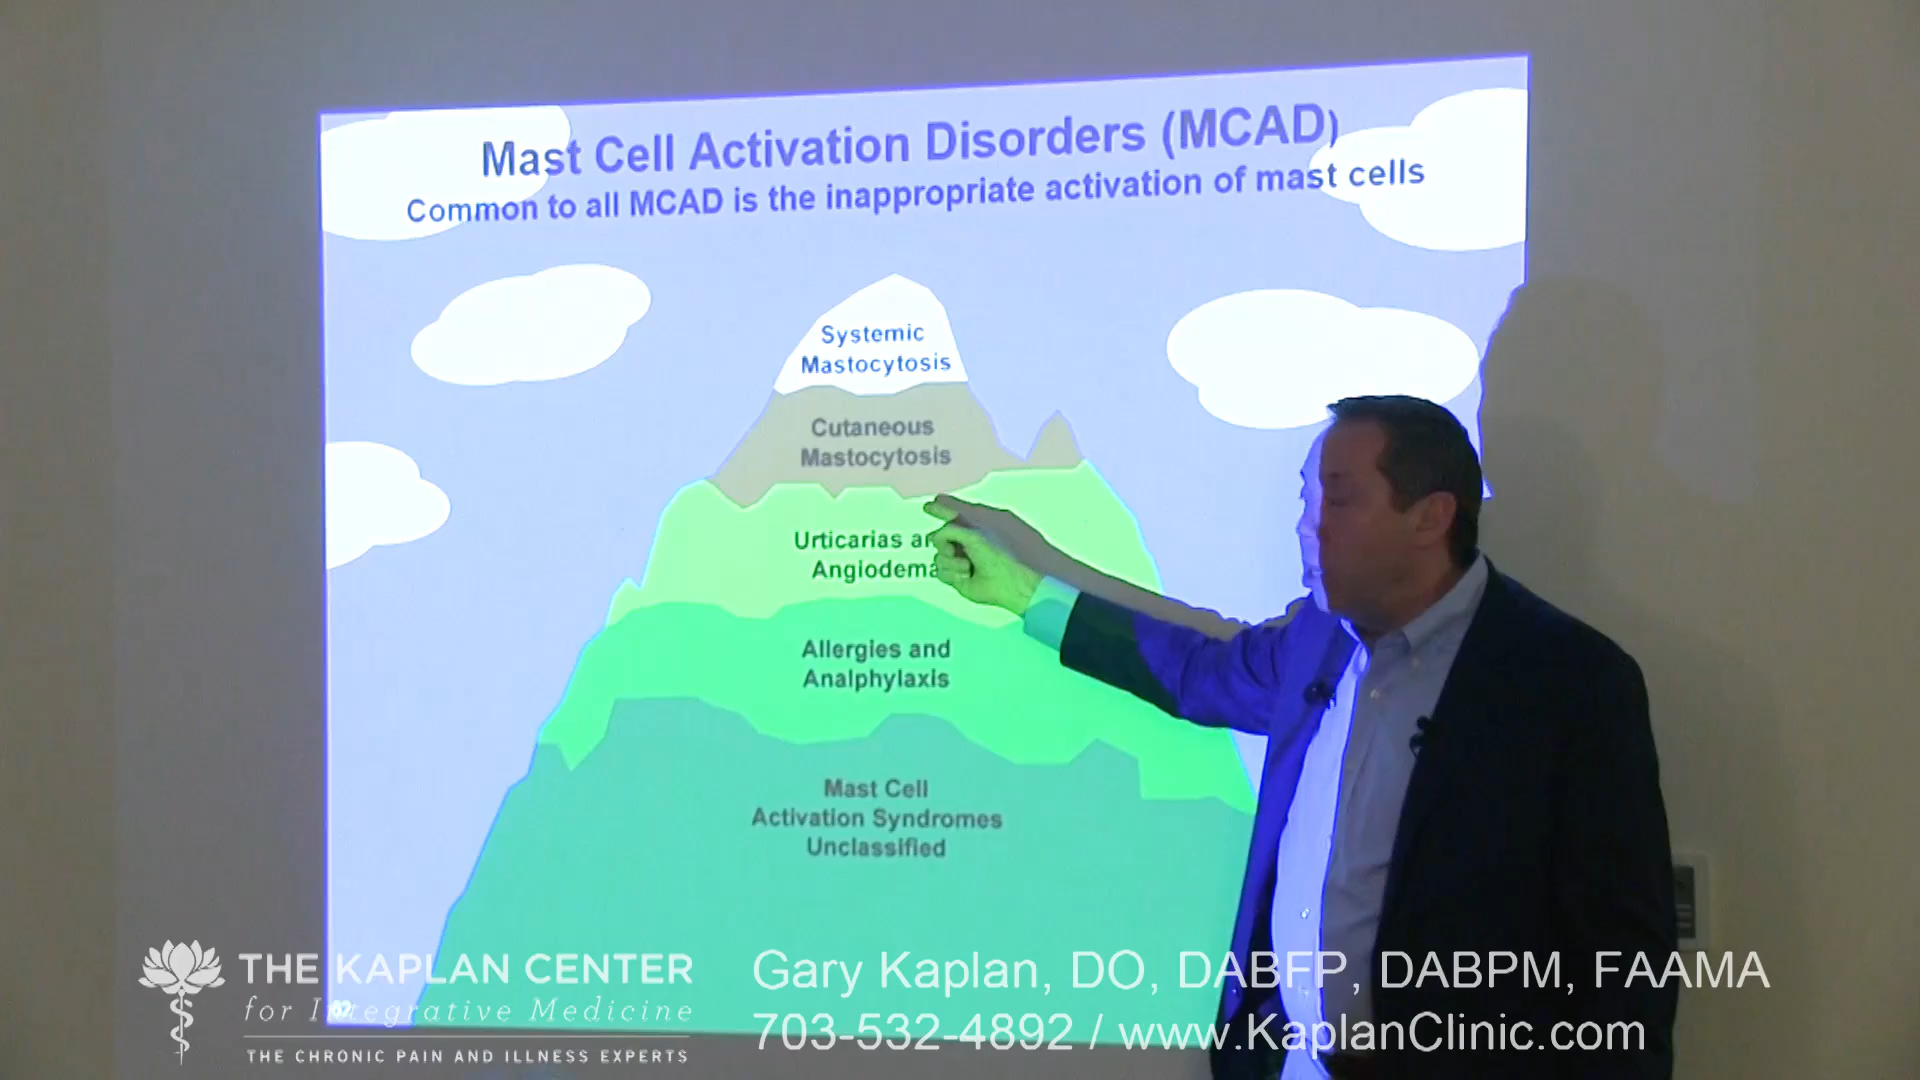 Mast Cell Activation Disorders (MCAD)
Common to all MCAD is the inappropriate activation of mast cells
Systemic
Mastocytosis
Cutaneous
Mastocytosis
Urticarias an
Angiodema
Allergies and
Analphylaxis
Mast Cell
Activation Syndromes
Unclassified
THE KAPLAN CENTER
for Integrative Medicine
THE CHRONIC PAIN AND ILLNESS EXPERTS
Gary Kaplan, DO, DABFP, DABPM, FAAMA
703-532-4892 / www.KaplanClinic.com